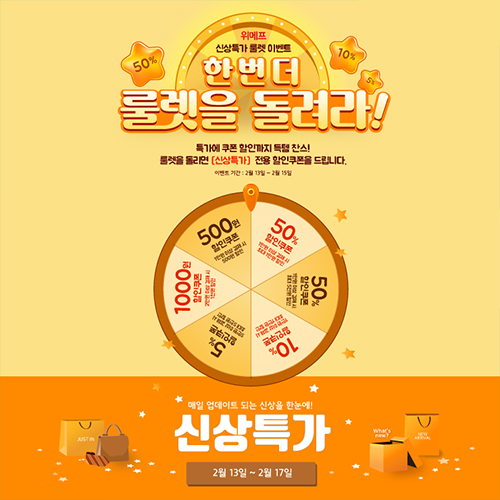 위메프
신상특가 룰렛 이벤트
50%
10%
5%
한번더
룰렛을 돌려라!
특가에 쿠폰 할인까지 득템 찬스!
룰렛을 돌리면 [신상특가] 전용 할인쿠폰을 드립니다.
이벤트 기간 : 2월 13일 ~ 2월 15일
500원
할인쿠폰
50%
할인쿠폰
1000원
할인쿠폰
50%
할인쿠폰
5%
할인쿠폰
10%
할인쿠폰
매일 업데이트 되는 신상을 한눈에!
신상특가
2월 13일 ~ 2월 17일
JUST IN
What's
new?
NEW
ARRIVAL